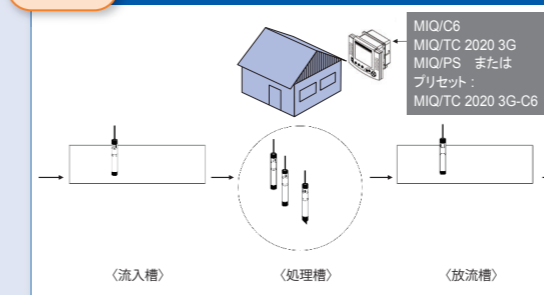 MIQ/C6
MIQ/TC 2020 3G
MIQ/PS または
プリセット：
MIQ/TC 2020 3G-C6
〈流入槽〉
〈処理槽〉
〈放流槽〉